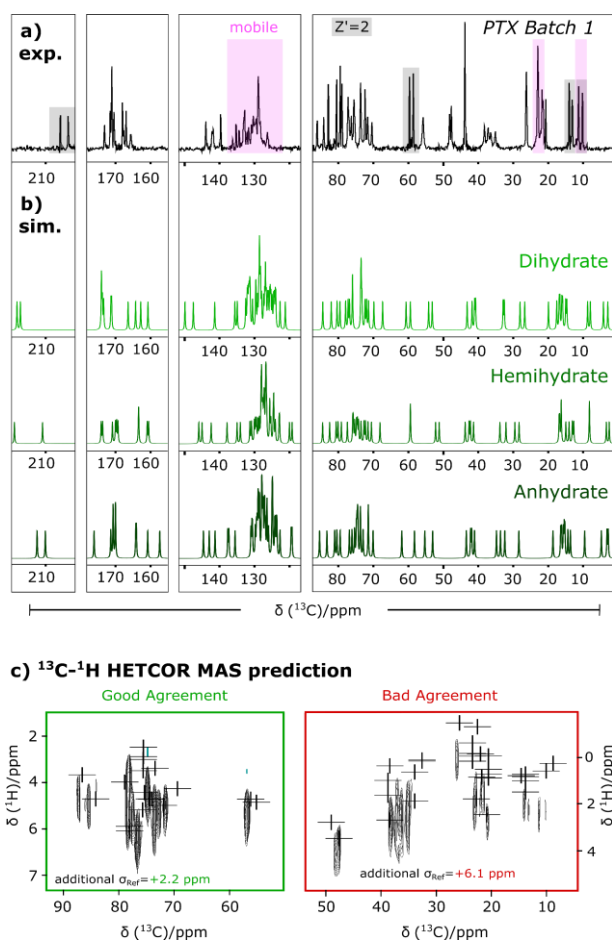 a)
exp.
mobile
Z'=2
PTX Batch 1
210
170 160
140 130
80 70 60 50 40 30 20 10
b)
sim.
Dihydrate
210
170 160
140 130
80 70 60 50 40 30 20 10
Hemihydrate
210
170 160
140 130
80 70 60 50 40 30 20 10
Anhydrate
210
170 160
140 130
80 70 60 50 40 30 20 10
δ (¹³C)/ppm
c) ¹³C-¹H HETCOR MAS prediction
Good Agreement
Bad Agreement
δ (¹H)/ppm
2
4
6
7
additional σRef=+2.2 ppm
90 80 70 60
δ (¹³C)/ppm
0
2
4
δ (¹H)/ppm
additional σRef=+6.1 ppm
50 40 30 20 10
δ (¹³C)/ppm